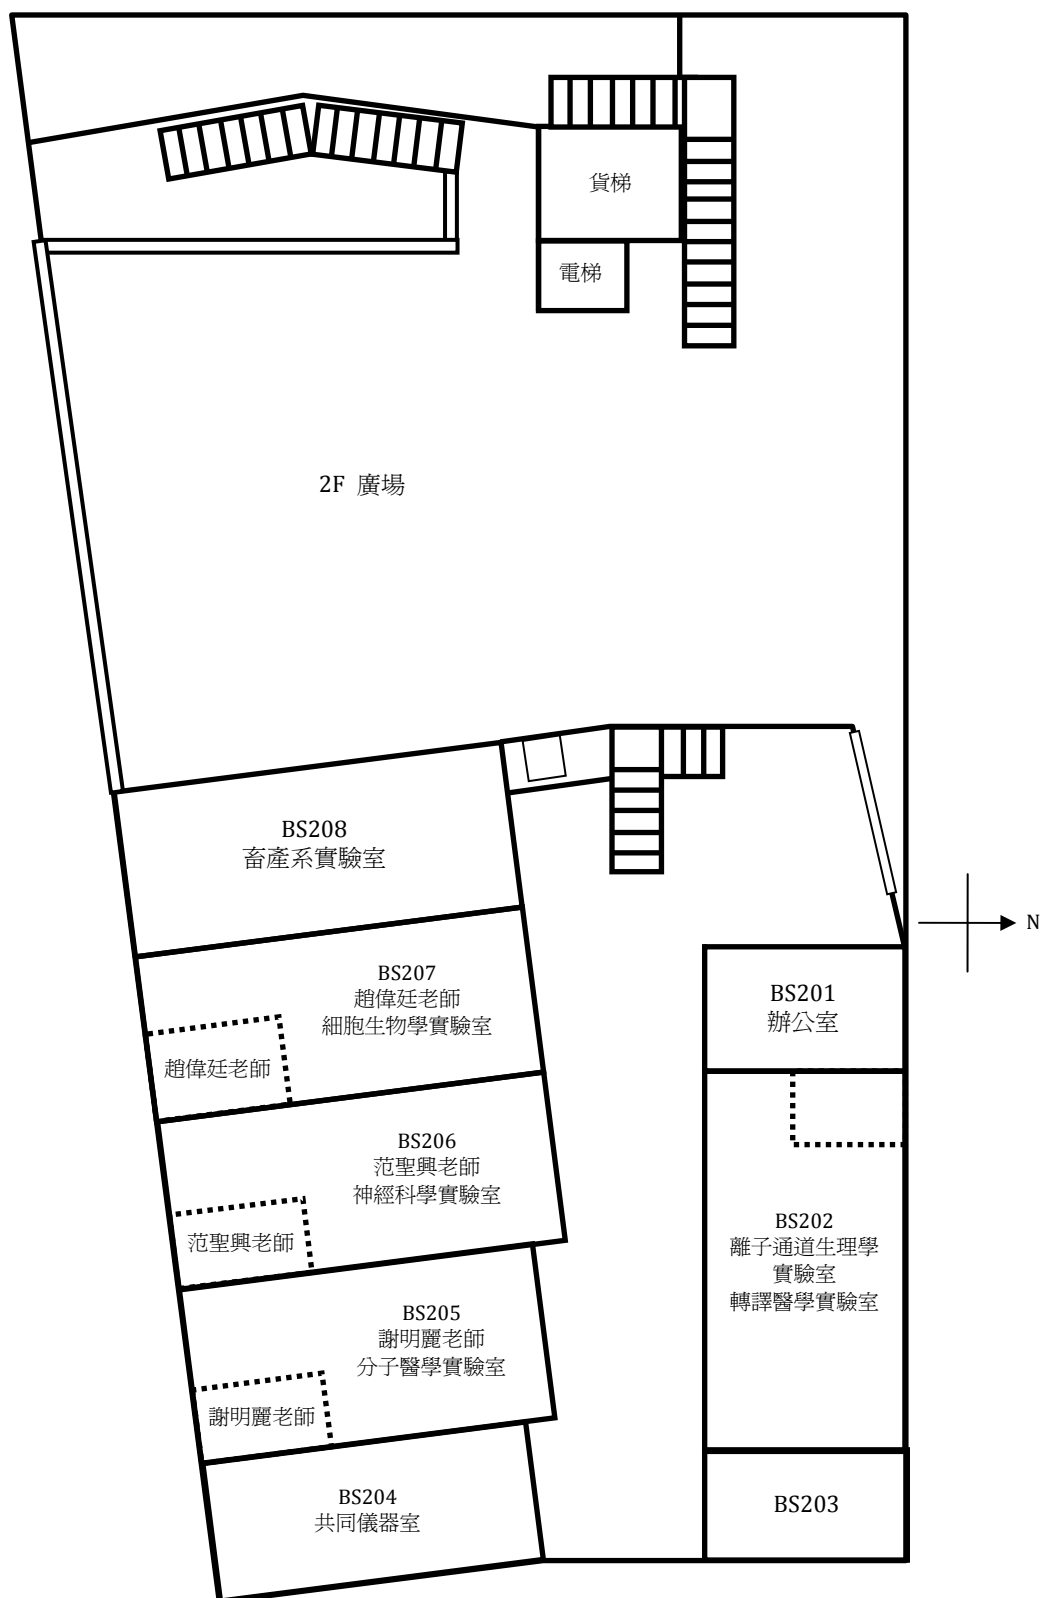 貨梯
電梯
2F 廣場
BS208
畜產系實驗室
N
BS207
趙偉廷老師
細胞生物學實驗室
趙偉廷老師
BS201
辦公室
BS206
范聖興老師
神經科學實驗室
范聖興老師
BS202
離子通道生理學
實驗室
轉譯醫學實驗室
BS205
謝明麗老師
分子醫學實驗室
謝明麗老師
BS204
共同儀器室
BS203